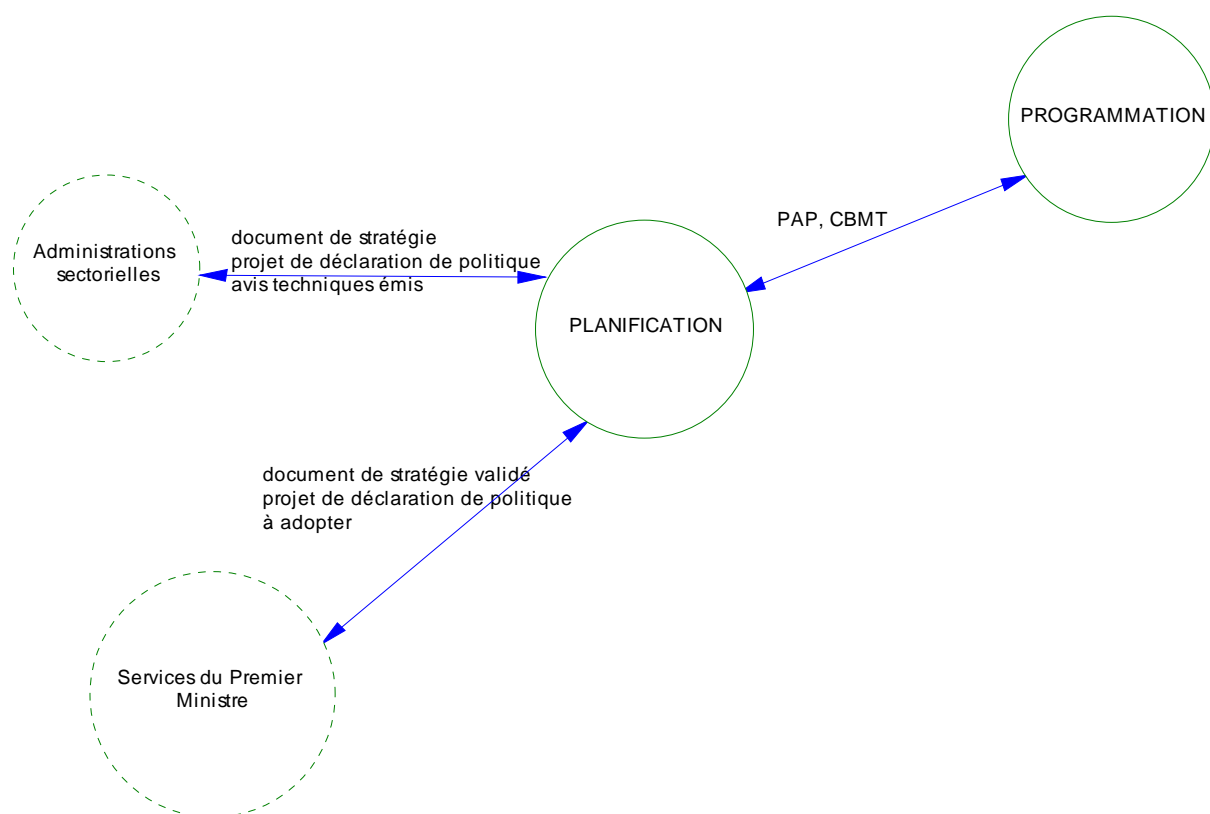 PROGRAMMATION
PAP, CBMT
Administrations
sectorielles
document de stratégie
projet de déclaration de politique
avis techniques émis
PLANIFICATION
document de stratégie validé
projet de déclaration de politique
à adopter
Services du Premier
Ministre